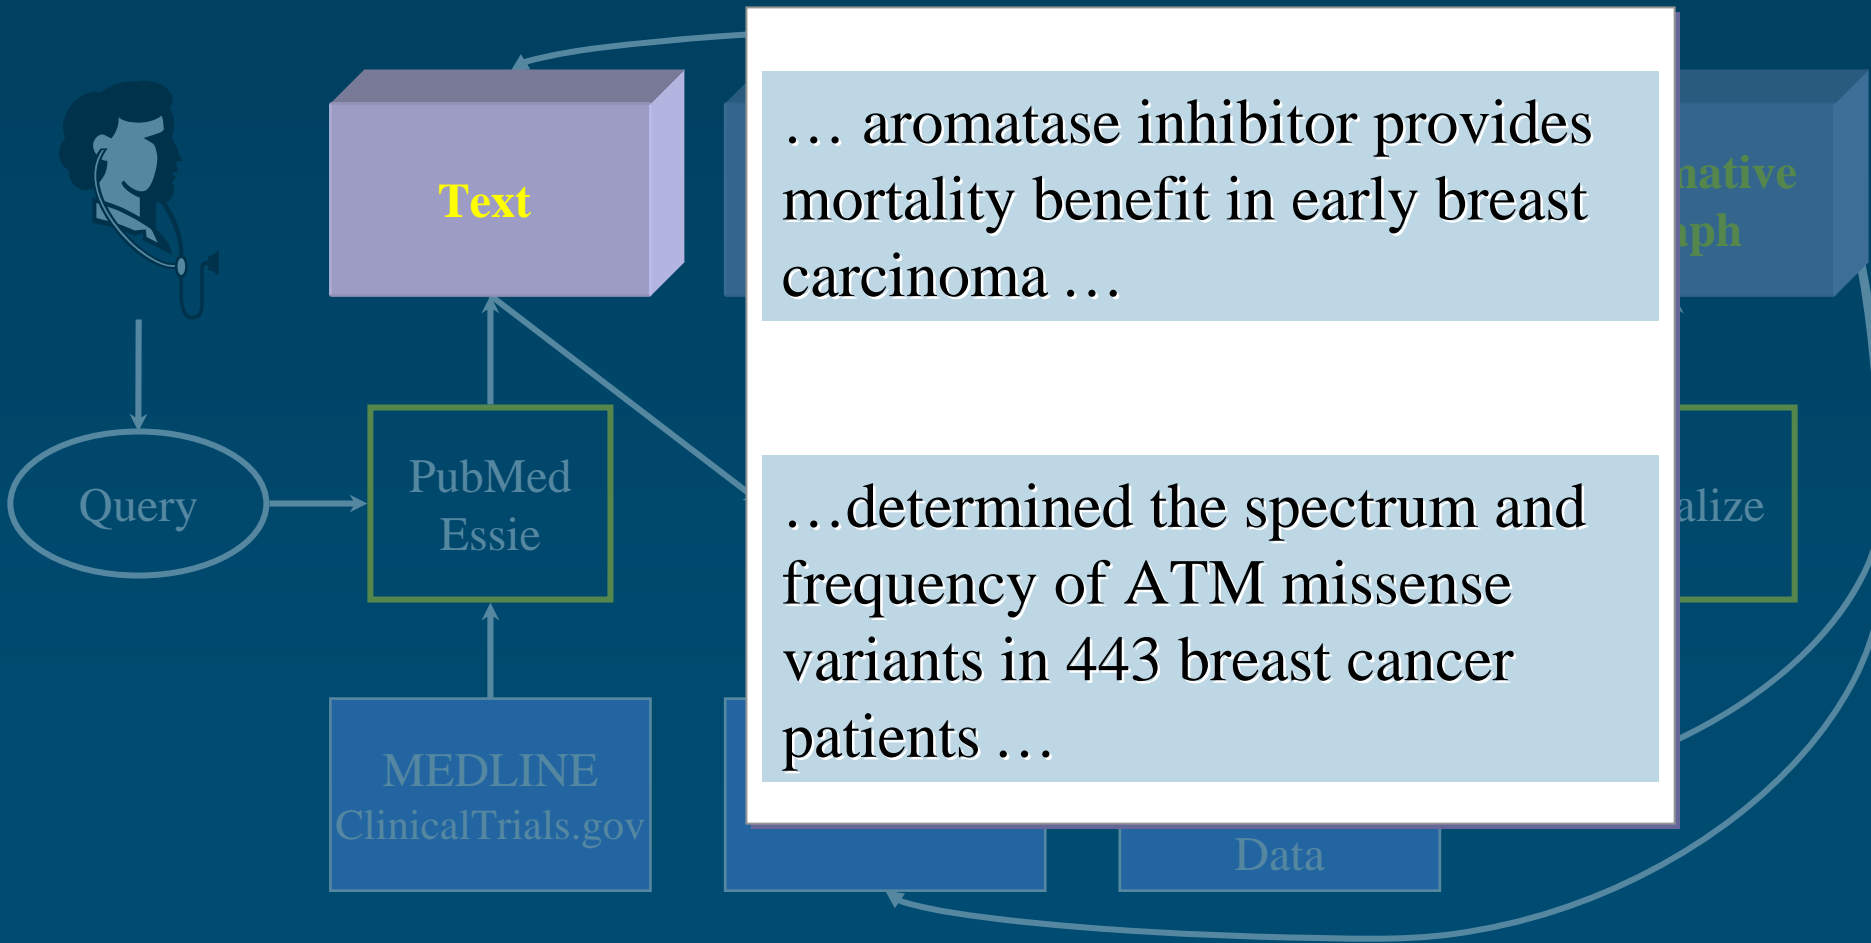 Text
… aromatase inhibitor provides
mortality benefit in early breast
carcinoma …
Query
PubMed
Essie
…determined the spectrum and
frequency of ATM missense
variants in 443 breast cancer
patients …
MEDLINE
ClinicalTrials.gov
Data